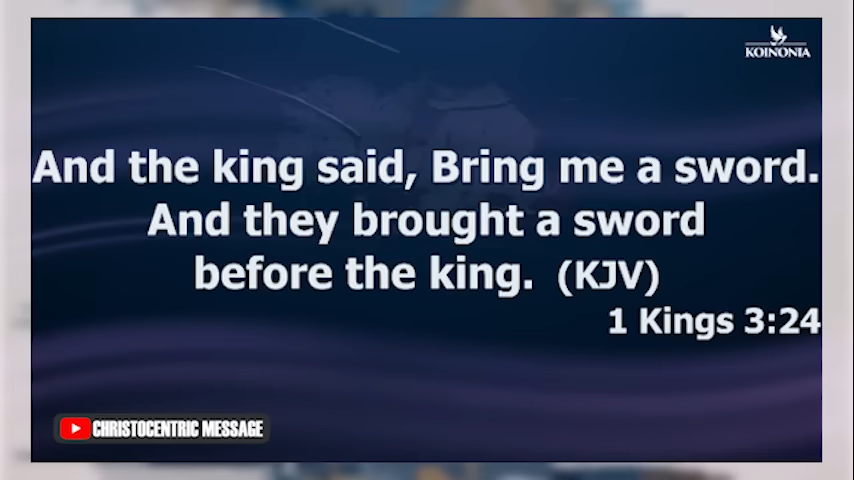 KOINONIA
And the king said, Bring me a sword.
And they brought a sword
before the king. (KJV)
1 Kings 3:24
CHRISTOCENTRIC MESSAGE